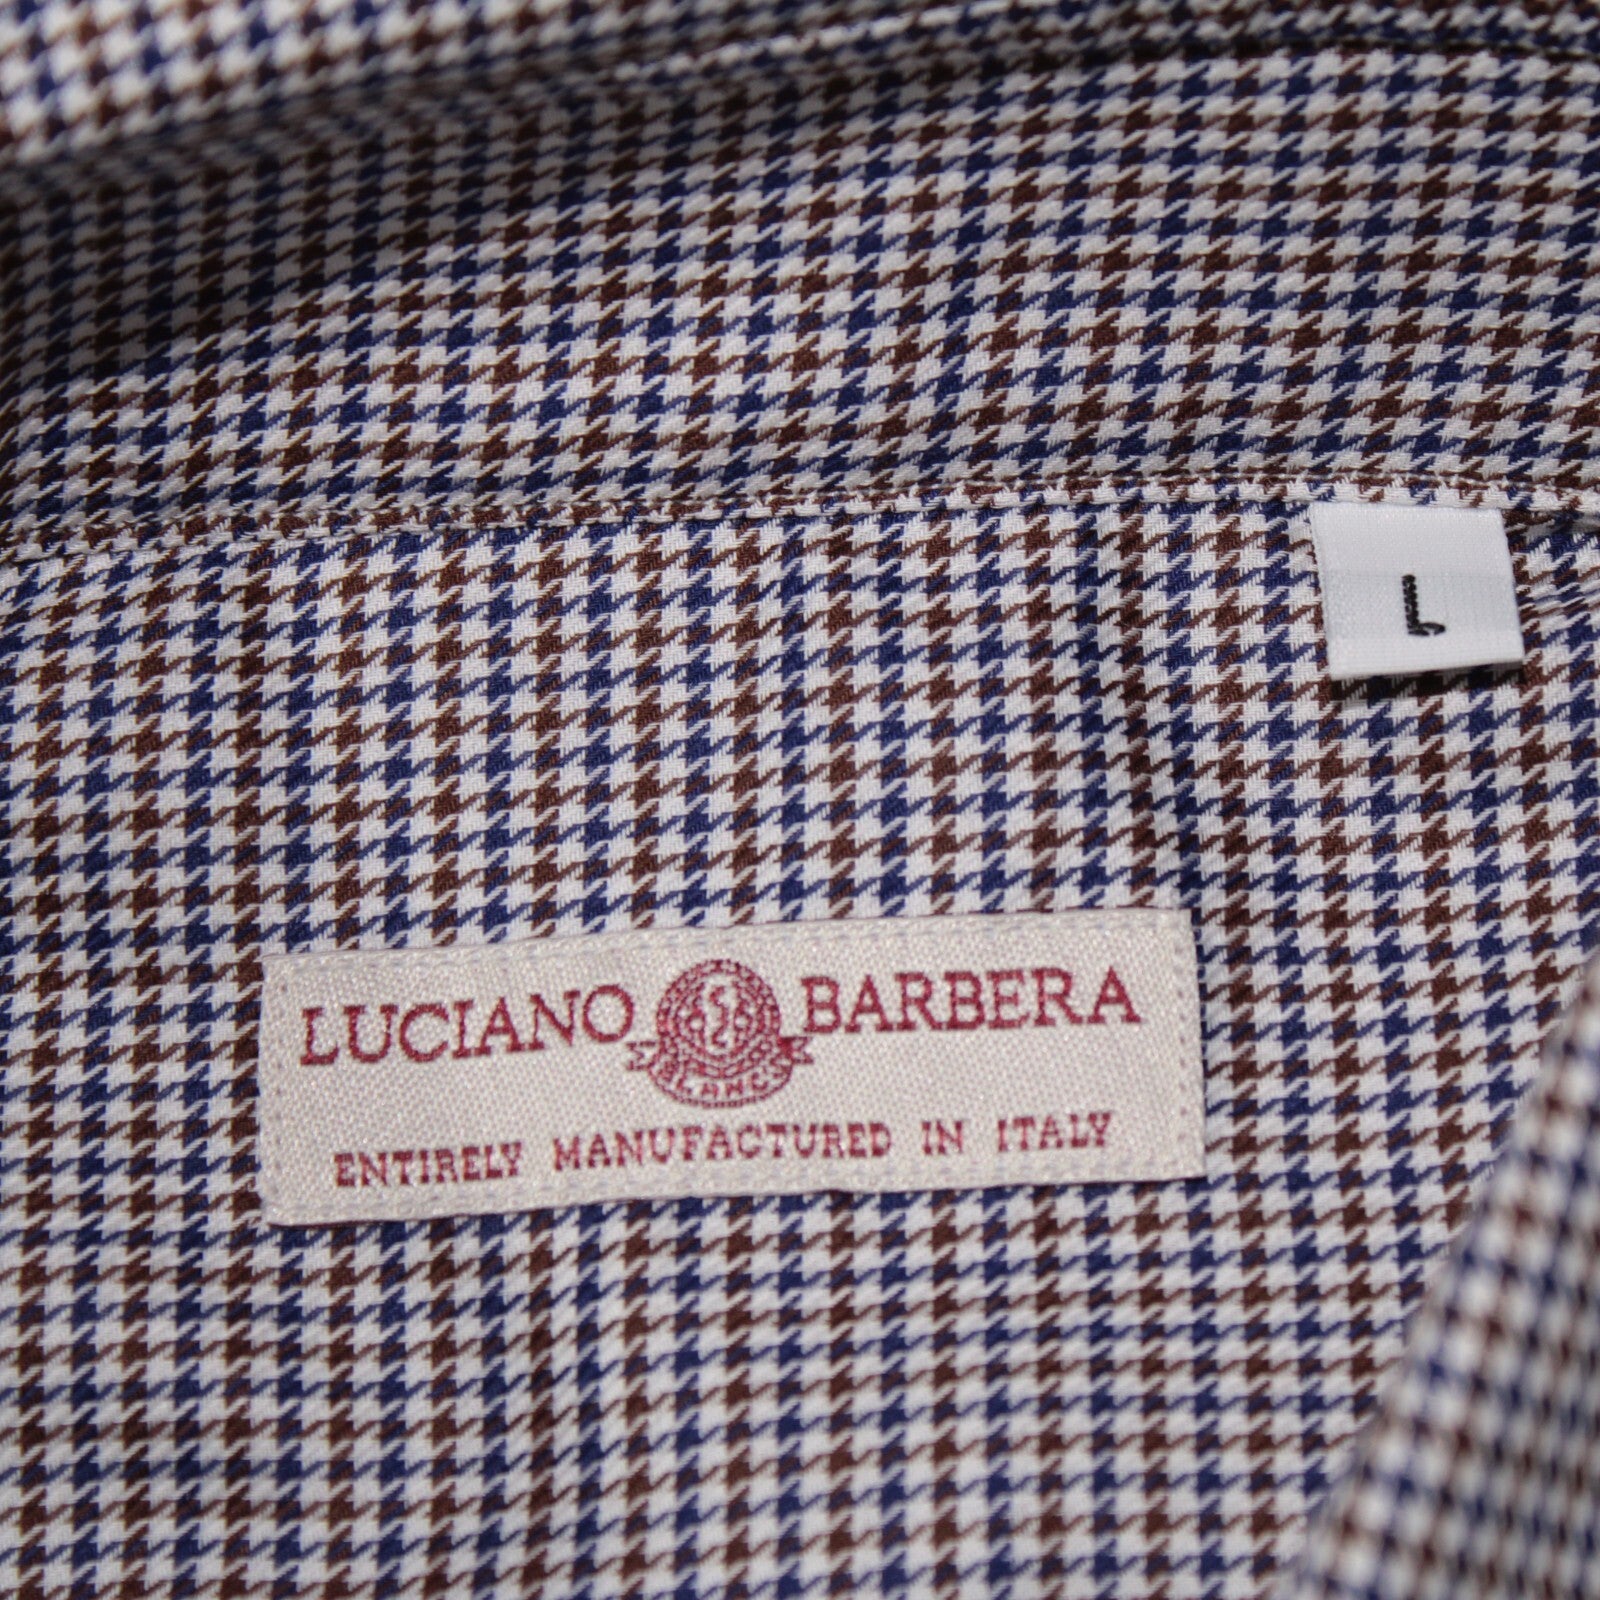 L
LUCIANO BARBERA
ENTIRELY MANUFACTURED IN ITALY